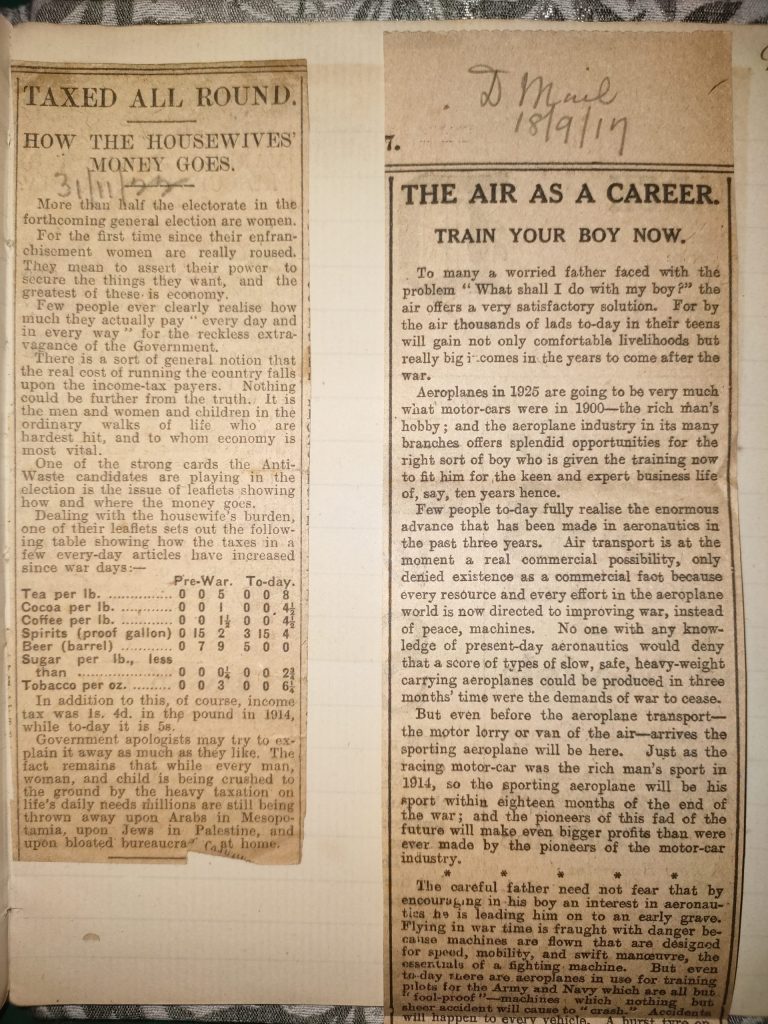 TAXED ALL ROUND.
HOW THE HOUSEWIVES'
MONEY GOES.
31/11/22
More than half the electorate in the
forthcoming general election are women.
For the first time since their enfran-
chisement women are really roused.
They mean to assert their power to
secure the things they want, and the
greatest of these is economy.
Few people ever clearly realise how
much they actually pay "every day and
in every way" for the reckless extra-
vagance of the Government.
There is a sort of general notion that
the real cost of running the country falls
upon the income-tax payers. Nothing
could be further from the truth. It is
the men and women and children in the
ordinary walks of life who are
hardest hit, and to whom economy is
most vital.
One of the strong cards the Anti-
Waste candidates are playing in the
election is the issue of leaflets showing
how and where the money goes.
Dealing with the housewife's burden,
one of their leaflets sets out the follow-
ing table showing how the taxes in a
few every-day articles have increased
since war days:—
Pre-War. To-day.
Tea per lb. ............... 0 0 5 0 0 8
Cocoa per lb. ............ 0 0 1 0 0 4½
Coffee per lb. ............ 0 0 1½ 0 0 4½
Spirits (proof gallon) 0 15 2 3 15 4
Beer (barrel) ............ 0 7 9 5 0 0
Sugar per lb., less
than ..................... 0 0 0¼ 0 0 2¾
Tobacco per oz. ......... 0 0 3 0 0 6¼
In addition to this, of course, income
tax was 1s. 4d. in the pound in 1914,
while to-day it is 5s.
Government apologists may try to ex-
plain it away as much as they like. The
fact remains that while every man,
woman, and child is being crushed to
the ground by the heavy taxation on
life's daily needs millions are still being
thrown away upon Arabs in Mesopo-
tamia, upon Jews in Palestine, and
upon bloated bureaucra at home.
D Mail
18/9/17
7.
THE AIR AS A CAREER.
TRAIN YOUR BOY NOW.
To many a worried father faced with the
problem "What shall I do with my boy?" the
air offers a very satisfactory solution. For by
the air thousands of lads to-day in their teens
will gain not only comfortable livelihoods but
really big i comes in the years to come after the
war.
Aeroplanes in 1925 are going to be very much
what motor-cars were in 1900—the rich man's
hobby; and the aeroplane industry in its many
branches offers splendid opportunities for the
right sort of boy who is given the training now
to fit him for the keen and expert business life
of, say, ten years hence.
Few people to-day fully realise the enormous
advance that has been made in aeronautics in
the past three years. Air transport is at the
moment a real commercial possibility, only
denied existence as a commercial fact because
every resource and every effort in the aeroplane
world is now directed to improving war, instead
of peace, machines. No one with any know-
ledge of present-day aeronautics would deny
that a score of types of slow, safe, heavy-weight
carrying aeroplanes could be produced in three
months' time were the demands of war to cease.
But even before the aeroplane transport—
the motor lorry or van of the air—arrives the
sporting aeroplane will be here. Just as the
racing motor-car was the rich man's sport in
1914, so the sporting aeroplane will be his
sport within eighteen months of the end of
the war; and the pioneers of this fad of the
future will make even bigger profits than were
ever made by the pioneers of the motor-car
industry.
* * * * *
The careful father need not fear that by
encouraging in his boy an interest in aeronau-
tics he is leading him on to an early grave.
Flying in war time is fraught with danger be-
cause machines are flown that are designed
for speed, mobility, and swift manœuvre, the
essentials of a fighting machine. But even
to-day there are aeroplanes in use for training
pilots for the Army and Navy which are all but
"fool-proof"—machines which nothing but
sheer accident will cause to "crash." Accidents
will happen to every vehicle. A burst tyre